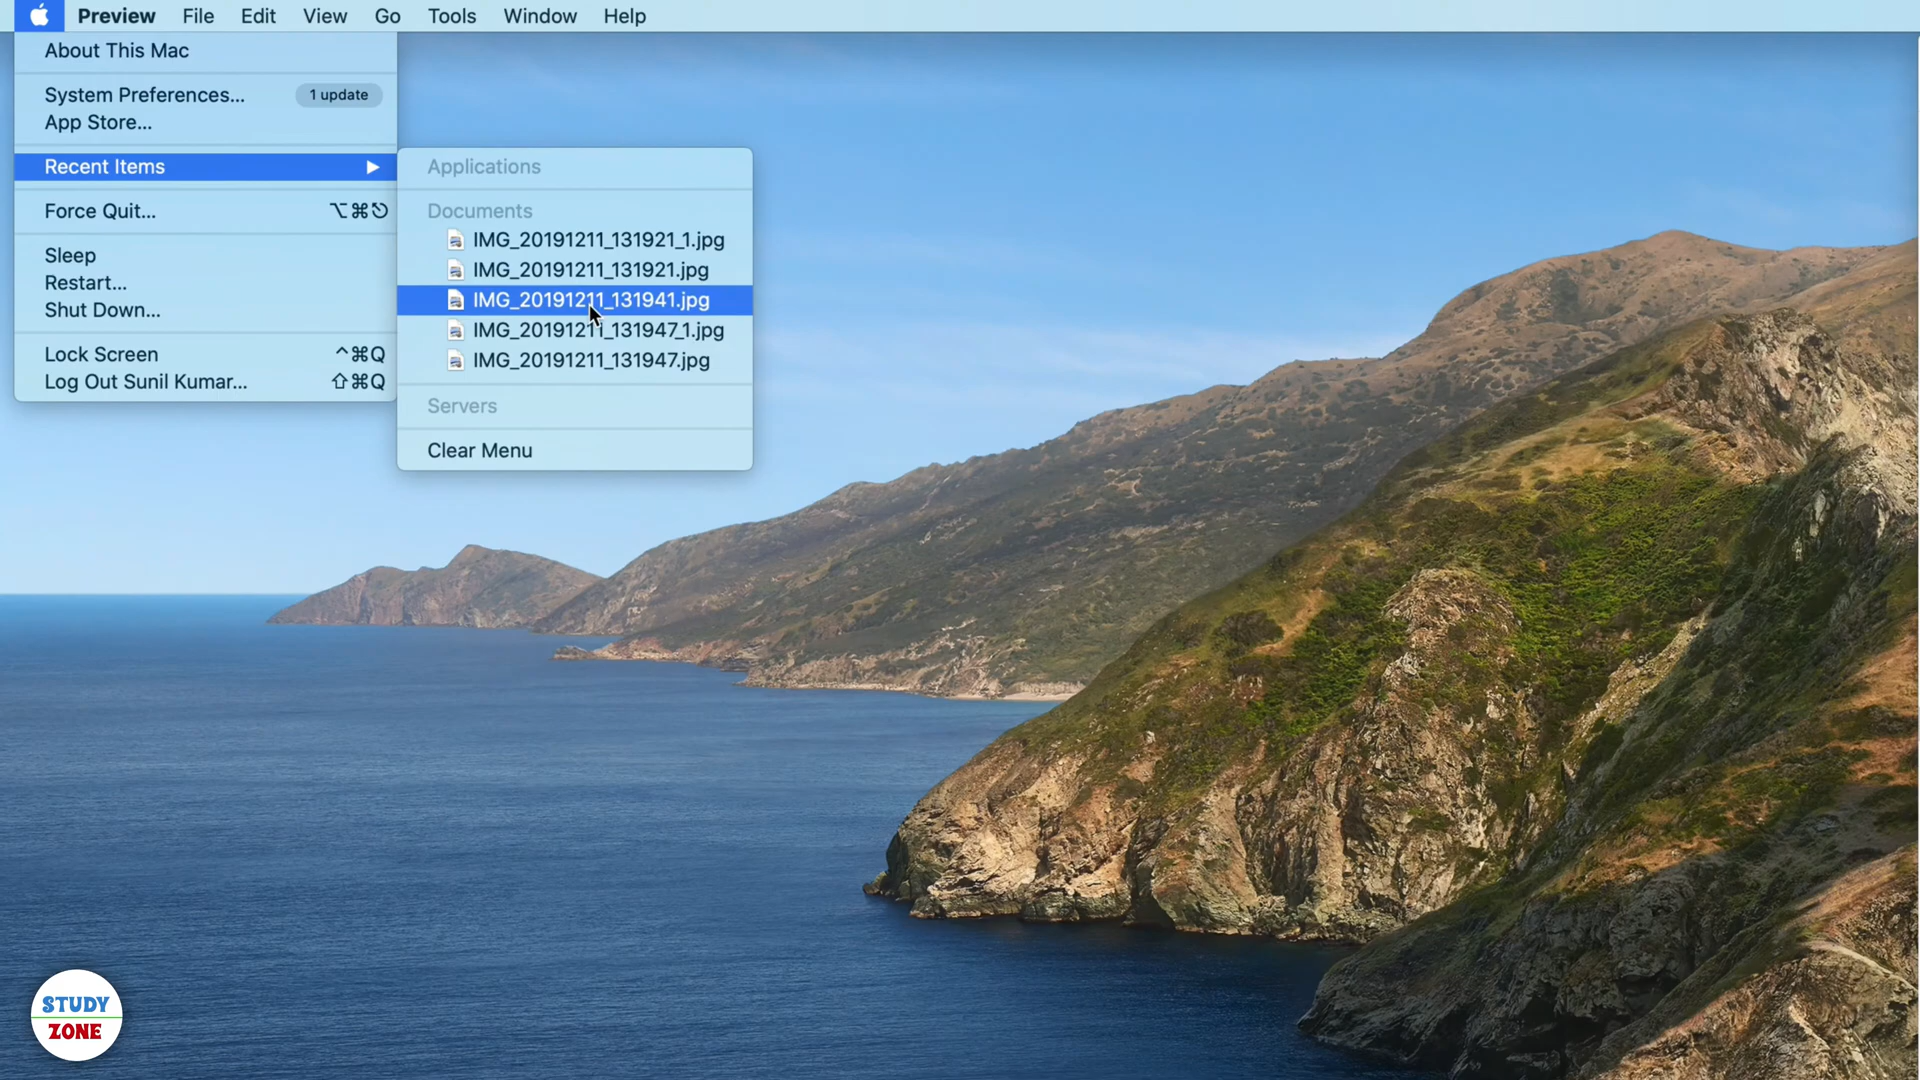 Preview File Edit View Go Tools Window Help
About This Mac
System Preferences... 1 update
App Store...
Recent Items
Force Quit... ⌥⌘⎋
Sleep
Restart...
Shut Down...
Lock Screen ^⌘Q
Log Out Sunil Kumar... ⇧⌘Q
Applications
Documents
IMG_20191211_131921_1.jpg
IMG_20191211_131921.jpg
IMG_20191211_131941.jpg
IMG_20191211_131947_1.jpg
IMG_20191211_131947.jpg
Servers
Clear Menu
STUDY
ZONE